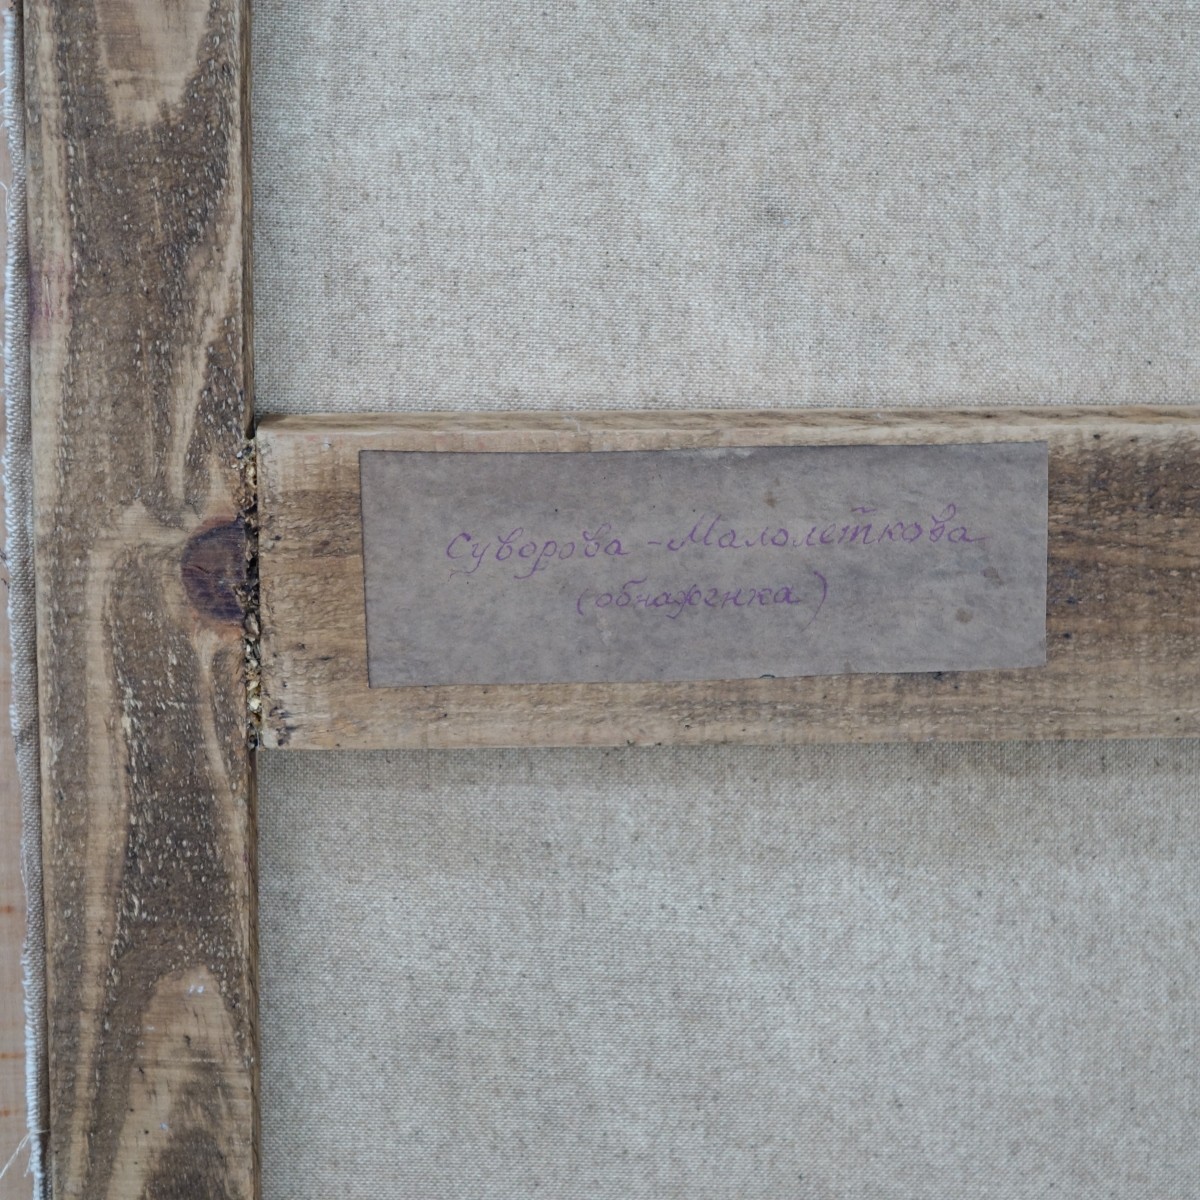 Суворова - Малолеткова
(обнаженка)